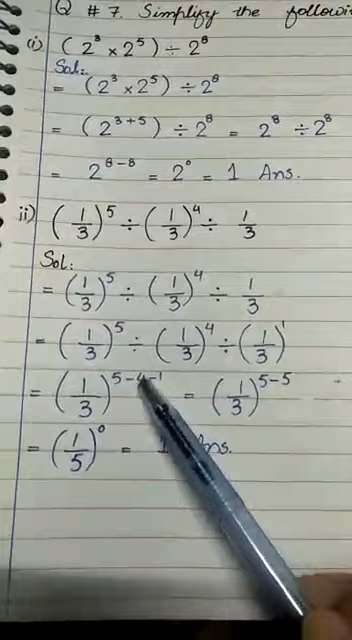 Q # 7. Simplify the followi
(i) (2³ × 2⁵) ÷ 2⁸
Sol:
= (2³ × 2⁵) ÷ 2⁸
= (2³⁺⁵) ÷ 2⁸ = 2⁸ ÷ 2⁸
= 2⁸⁻⁸ = 2⁰ = 1 Ans.
ii) (1/3)⁵ ÷ (1/3)⁴ ÷ 1/3
Sol:
= (1/3)⁵ ÷ (1/3)⁴ ÷ 1/3
= (1/3)⁵ ÷ (1/3)⁴ ÷ (1/3)¹
= (1/3)⁵⁻⁴⁻¹ = (1/3)⁵⁻⁵
= (1/5)⁰ = 1 Ans.